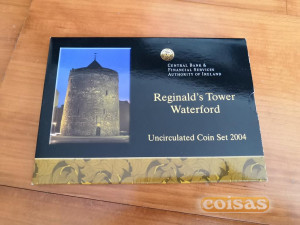 Central Bank &
Financial Services
Authority of Ireland
Reginald's Tower
Waterford
Uncirculated Coin Set 2004
coisas